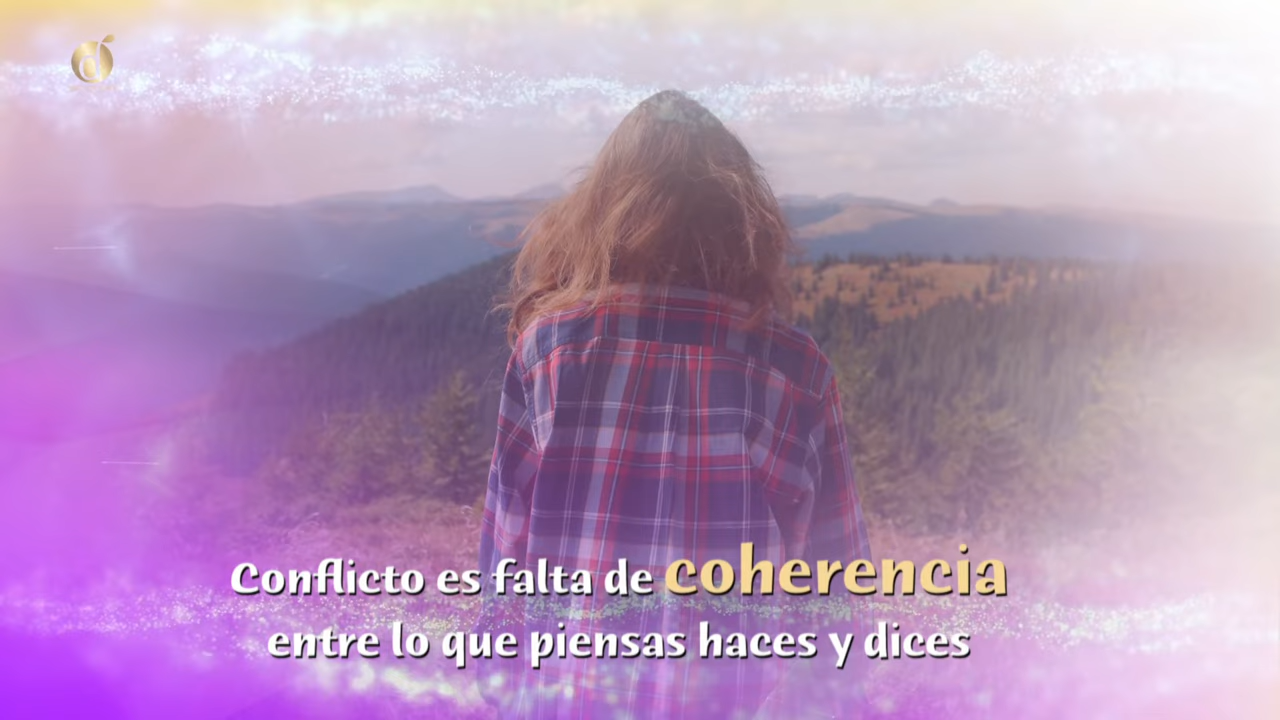 Conflicto es falta de coherencia
entre lo que piensas haces y dices